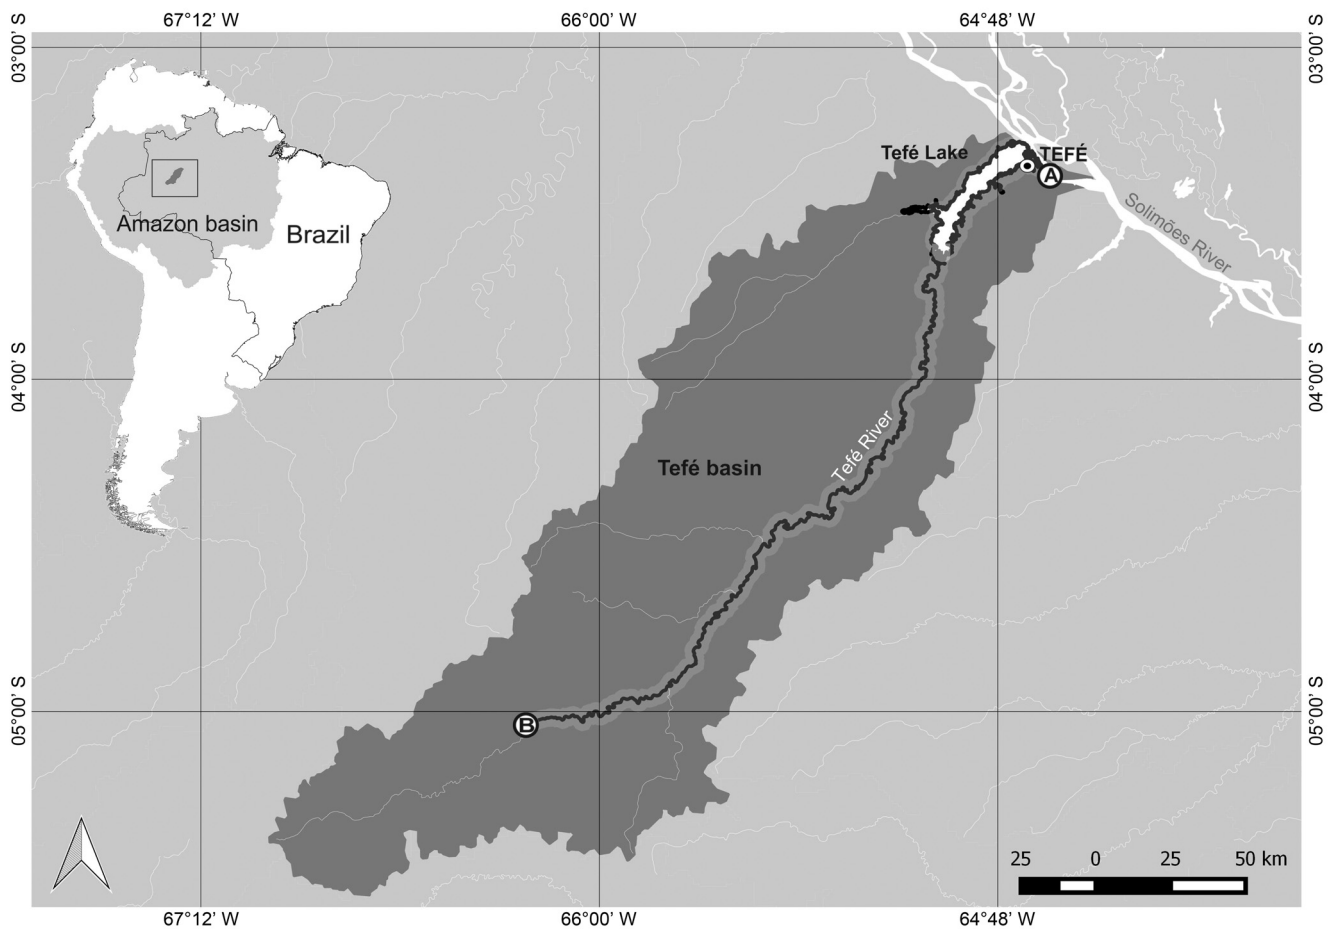 67°12' W
66°00' W
64°48' W
03°00' S
03°00' S
Tefé Lake
TEFÉ
A
Amazon basin
Brazil
Solimões River
04°00' S
04°00' S
Tefé River
Tefé basin
05°00' S
05°00' S
B
25 0 25 50 km
67°12' W
66°00' W
64°48' W